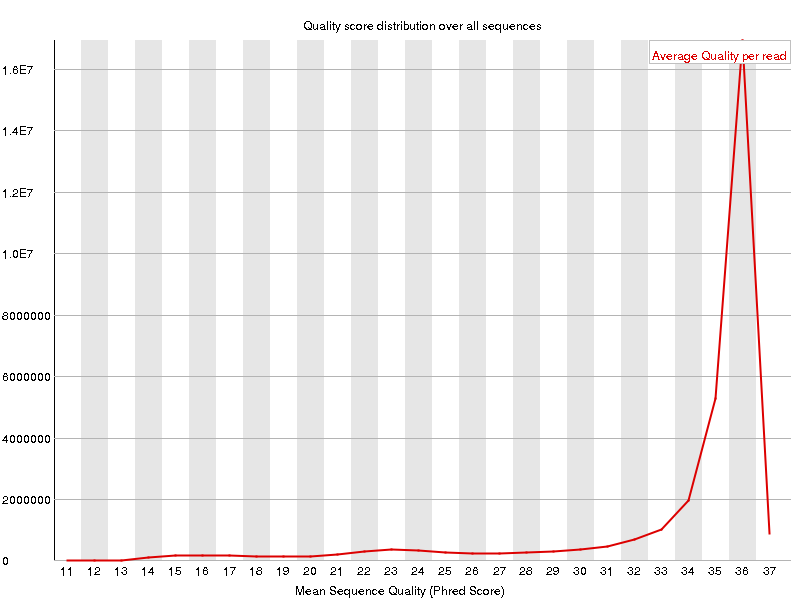 Quality score distribution over all sequences
Average Quality per read
1.6E7
1.4E7
1.2E7
1.0E7
8000000
6000000
4000000
2000000
0
11 12 13 14 15 16 17 18 19 20 21 22 23 24 25 26 27 28 29 30 31 32 33 34 35 36 37
Mean Sequence Quality (Phred Score)